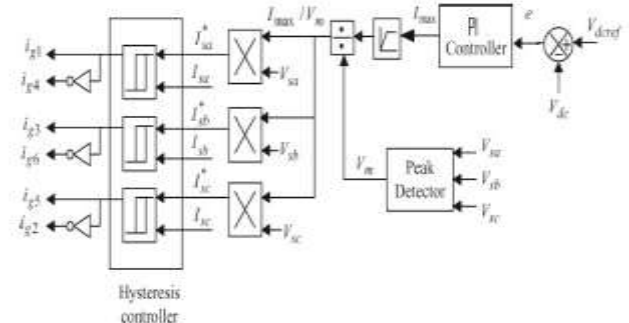 i_g1
i_g4
i_g3
i_g6
i_g5
i_g2
I*_sa
I_sa
I*_sb
I_sb
I*_sc
I_sc
Hysteresis
controller
I_max /V_m
V_sa
V_sb
V_sc
÷
I_max
PI
Controller
e
V_dcref
+
V_dc
V_m
Peak
Detector
V_sa
V_sb
V_sc